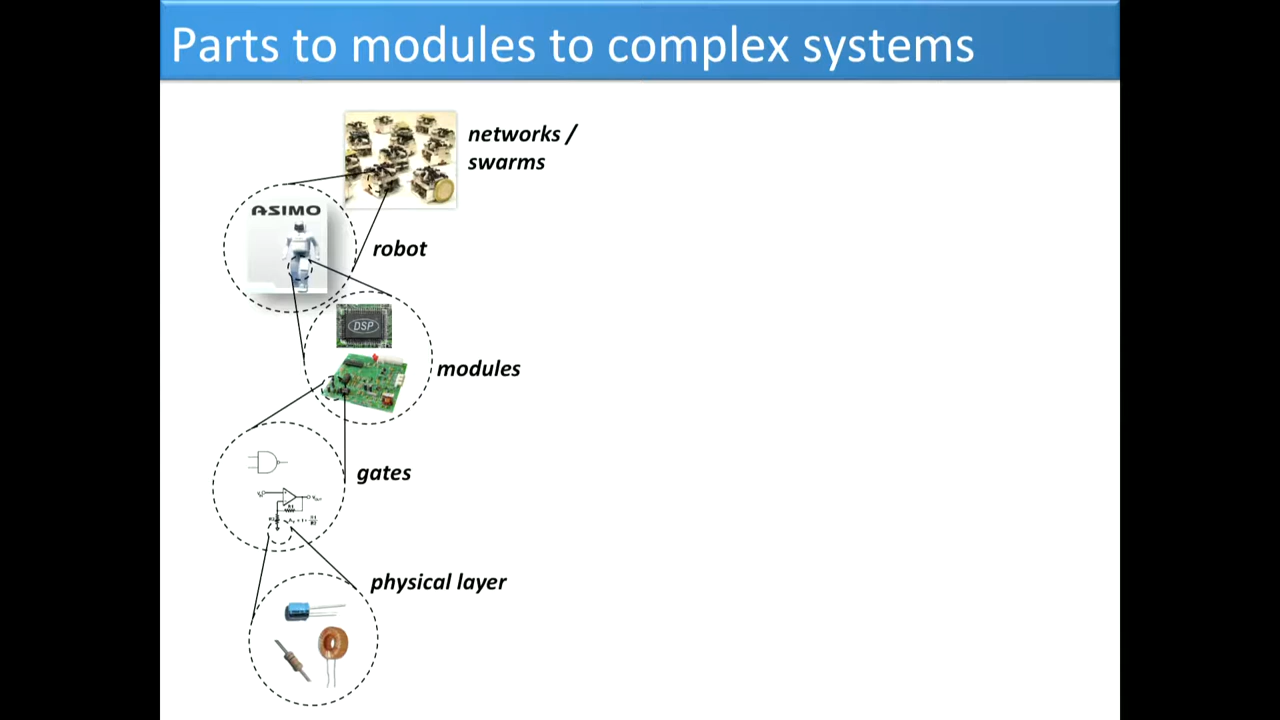 Parts to modules to complex systems
networks /
swarms
ASIMO
robot
DSP
modules
gates
physical layer